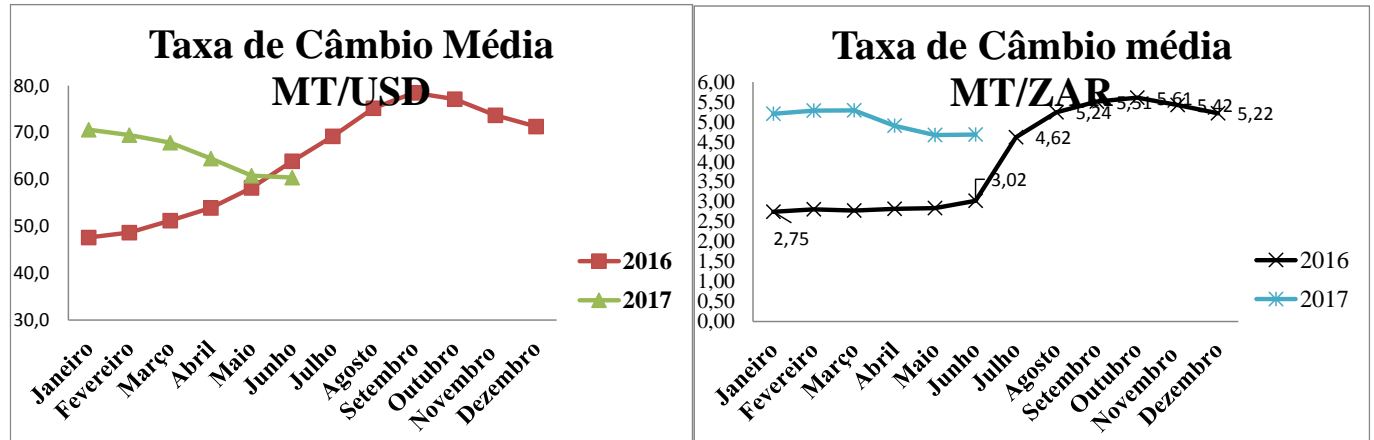 Taxa de Câmbio Média
MT/USD
80,0
70,0
60,0
50,0
40,0
30,0
Janeiro
Fevereiro
Março
Abril
Maio
Junho
Julho
Agosto
Setembro
Outubro
Novembro
Dezembro
2016
2017
Taxa de Câmbio média
MT/ZAR
6,00
5,50
5,00
4,50
4,00
3,50
3,00
2,50
2,00
1,50
1,00
0,50
0,00
2,75
3,02
4,62
5,24
5,51
5,61
5,42
5,22
Janeiro
Fevereiro
Março
Abril
Maio
Junho
Julho
Agosto
Setembro
Outubro
Novembro
Dezembro
2016
2017